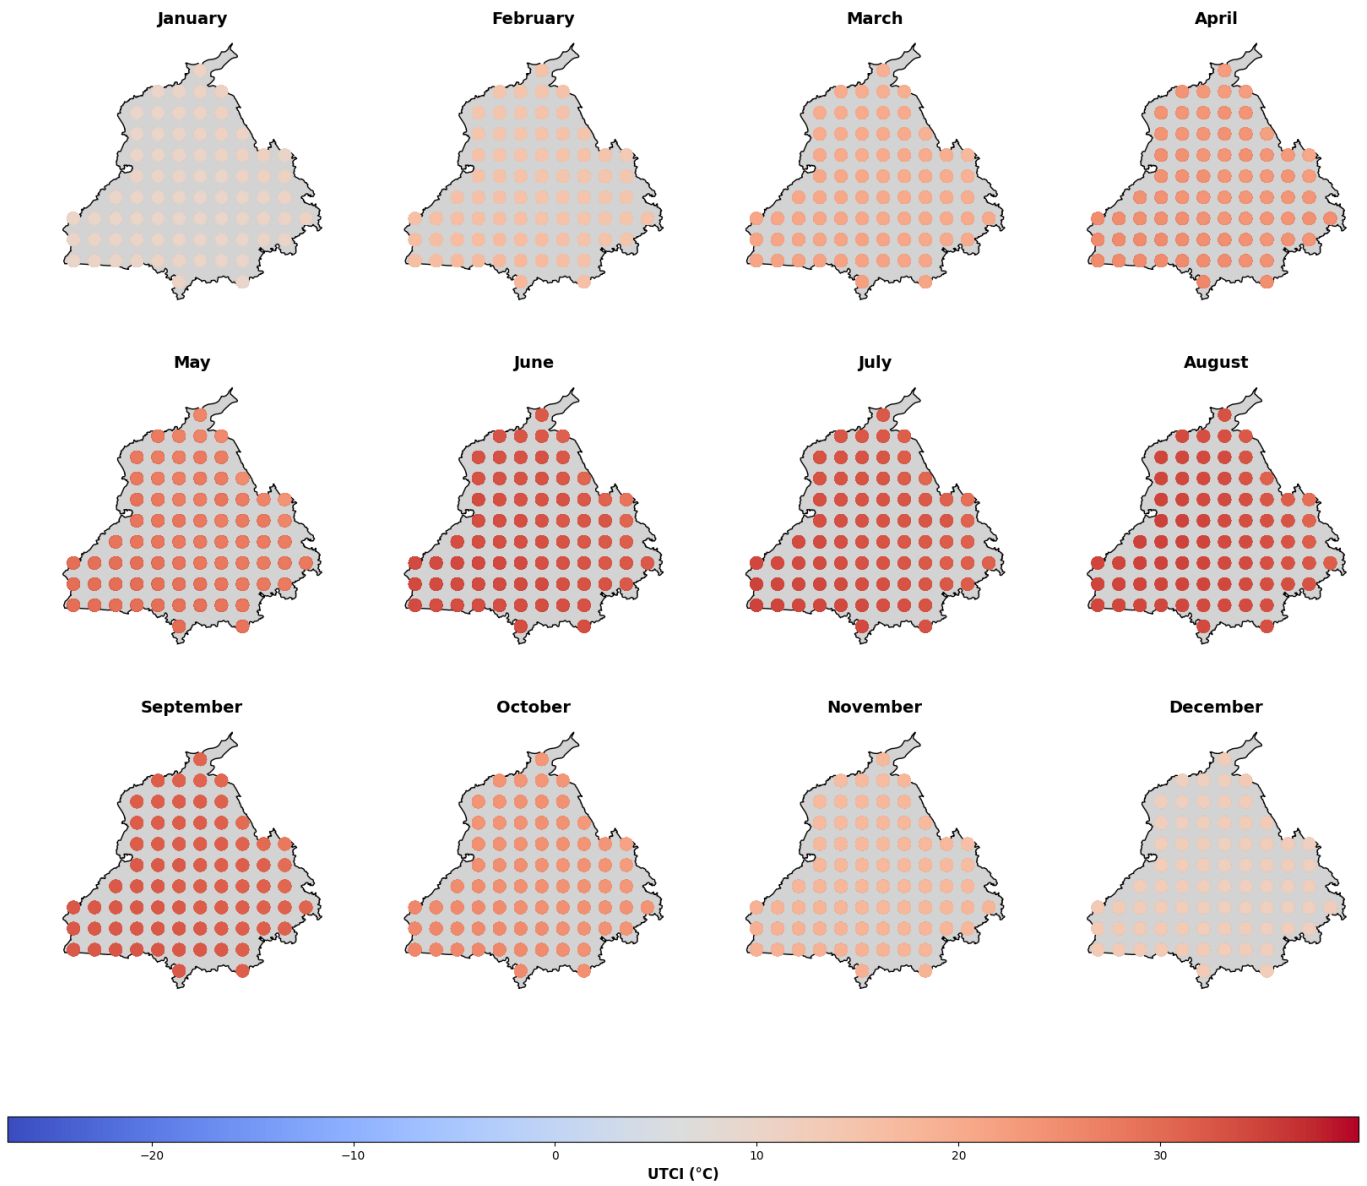 January February March April
May June July August
September October November December
−20 −10 0 10 20 30
UTCI (°C)